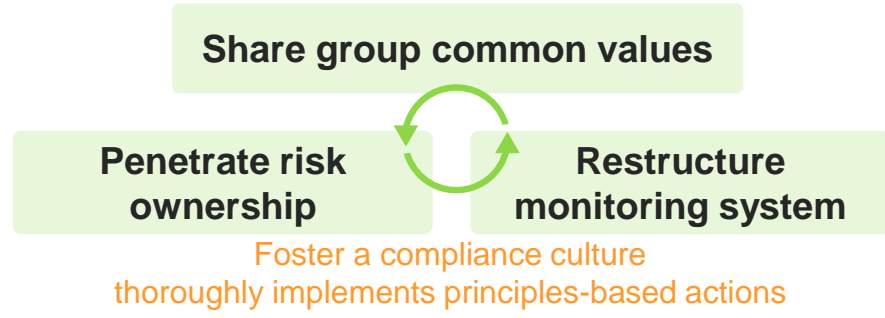 Share group common values
Penetrate risk
ownership
Restructure
monitoring system
Foster a compliance culture
thoroughly implements principles-based actions